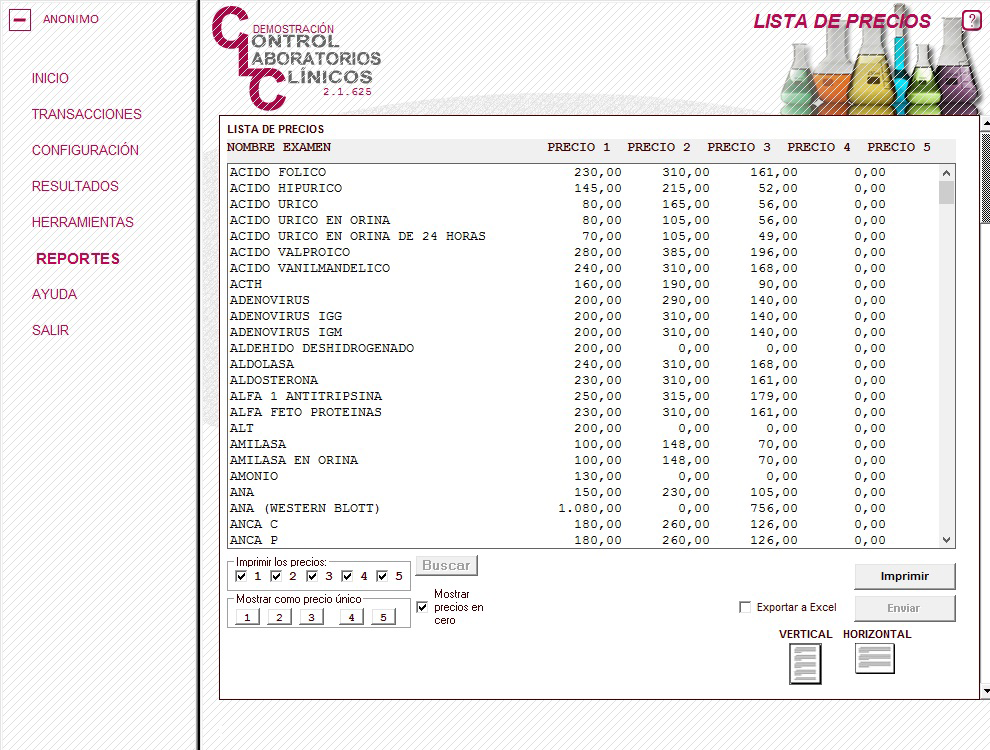 ANONIMO
INICIO
TRANSACCIONES
CONFIGURACIÓN
RESULTADOS
HERRAMIENTAS
REPORTES
AYUDA
SALIR
DEMOSTRACIÓN
CONTROL
LABORATORIOS
CLÍNICOS
2.1.625
LISTA DE PRECIOS
?
LISTA DE PRECIOS
NOMBRE EXAMEN PRECIO 1 PRECIO 2 PRECIO 3 PRECIO 4 PRECIO 5
ACIDO FOLICO 230,00 310,00 161,00 0,00
ACIDO HIPURICO 145,00 215,00 52,00 0,00
ACIDO URICO 80,00 165,00 56,00 0,00
ACIDO URICO EN ORINA 80,00 105,00 56,00 0,00
ACIDO URICO EN ORINA DE 24 HORAS 70,00 105,00 49,00 0,00
ACIDO VALPROICO 280,00 385,00 196,00 0,00
ACIDO VANILMANDELICO 240,00 310,00 168,00 0,00
ACTH 160,00 190,00 90,00 0,00
ADENOVIRUS 200,00 290,00 140,00 0,00
ADENOVIRUS IGG 200,00 310,00 140,00 0,00
ADENOVIRUS IGM 200,00 310,00 140,00 0,00
ALDEHIDO DESHIDROGENADO 200,00 0,00 0,00 0,00
ALDOLASA 240,00 310,00 168,00 0,00
ALDOSTERONA 230,00 310,00 161,00 0,00
ALFA 1 ANTITRIPSINA 250,00 315,00 179,00 0,00
ALFA FETO PROTEINAS 230,00 310,00 161,00 0,00
ALT 200,00 0,00 0,00 0,00
AMILASA 100,00 148,00 70,00 0,00
AMILASA EN ORINA 100,00 148,00 70,00 0,00
AMONIO 130,00 0,00 0,00 0,00
ANA 150,00 230,00 105,00 0,00
ANA (WESTERN BLOTT) 1.080,00 0,00 756,00 0,00
ANCA C 180,00 260,00 126,00 0,00
ANCA P 180,00 260,00 126,00 0,00
Imprimir los precios:
1 2 3 4 5
Buscar
Mostrar como precio único
1 2 3 4 5
Mostrar
precios en
cero
Exportar a Excel
Imprimir
Enviar
VERTICAL HORIZONTAL